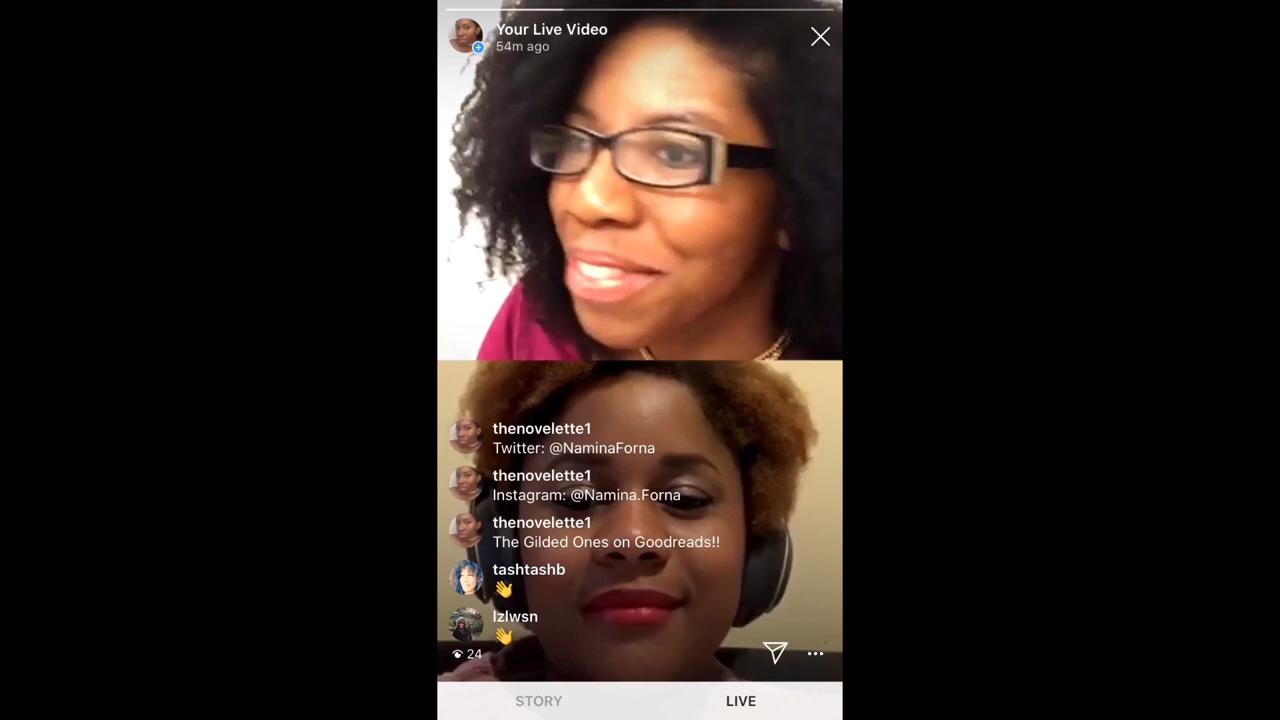 Your Live Video
54m ago
thenovelette1
Twitter: @NaminaForna
thenovelette1
Instagram: @Namina.Forna
thenovelette1
The Gilded Ones on Goodreads!!
tashtashb
👋
lzlwsn
👋
24
STORY LIVE